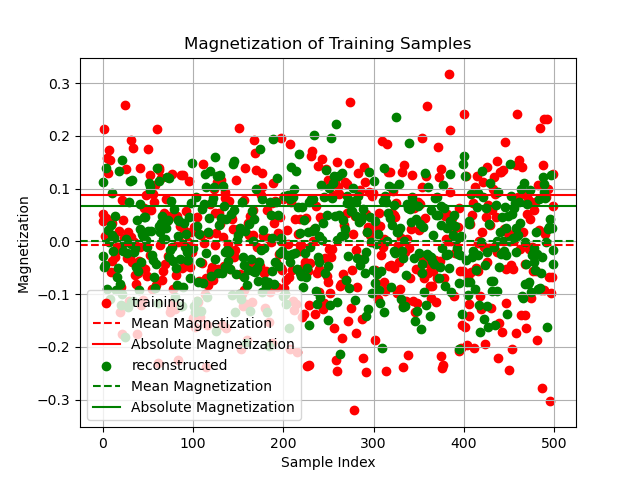 Magnetization of Training Samples
Magnetization
0.3
0.2
0.1
0.0
−0.1
−0.2
−0.3
training
Mean Magnetization
Absolute Magnetization
reconstructed
Mean Magnetization
Absolute Magnetization
0 100 200 300 400 500
Sample Index